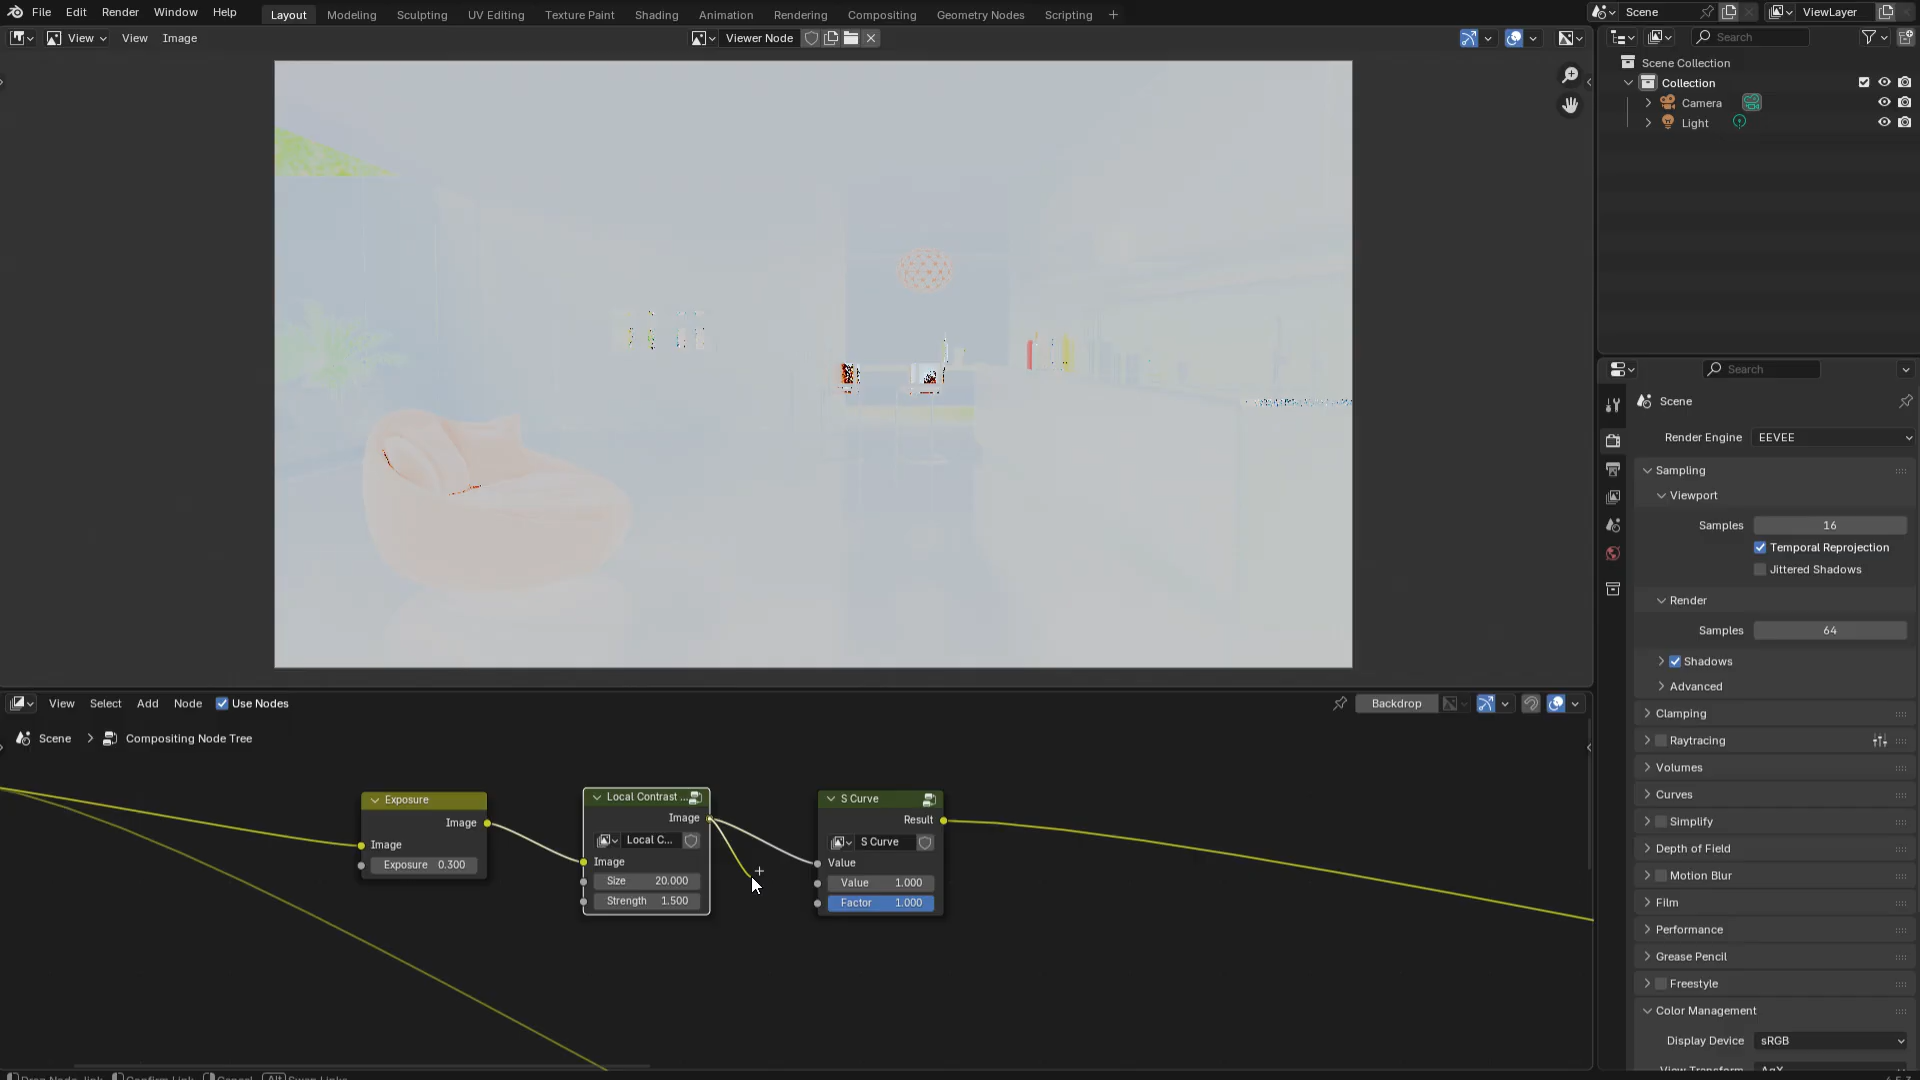 File Edit Render Window Help
Layout Modeling Sculpting UV Editing Texture Paint Shading Animation Rendering Compositing Geometry Nodes Scripting
Scene
ViewLayer
View View Image
Viewer Node
Search
Scene Collection
Collection
Camera
Light
Search
Scene
Render Engine EEVEE
Sampling
Viewport
Samples 16
Temporal Reprojection
Jittered Shadows
Render
Samples 64
Shadows
Advanced
Clamping
Raytracing
Volumes
Curves
Simplify
Depth of Field
Motion Blur
Film
Performance
Grease Pencil
Freestyle
Color Management
Display Device sRGB
View Select Add Node Use Nodes
Backdrop
Scene Compositing Node Tree
Exposure
Image
Image
Exposure 0.300
Local Contrast ...
Image
Local C...
Image
Size 20.000
Strength 1.500
S Curve
Result
S Curve
Value
Value 1.000
Factor 1.000